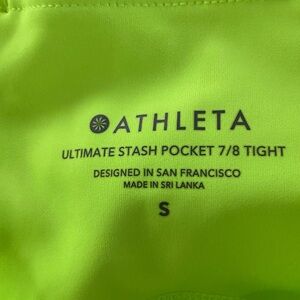 ATHLETA
ULTIMATE STASH POCKET 7/8 TIGHT
DESIGNED IN SAN FRANCISCO
MADE IN SRI LANKA
S